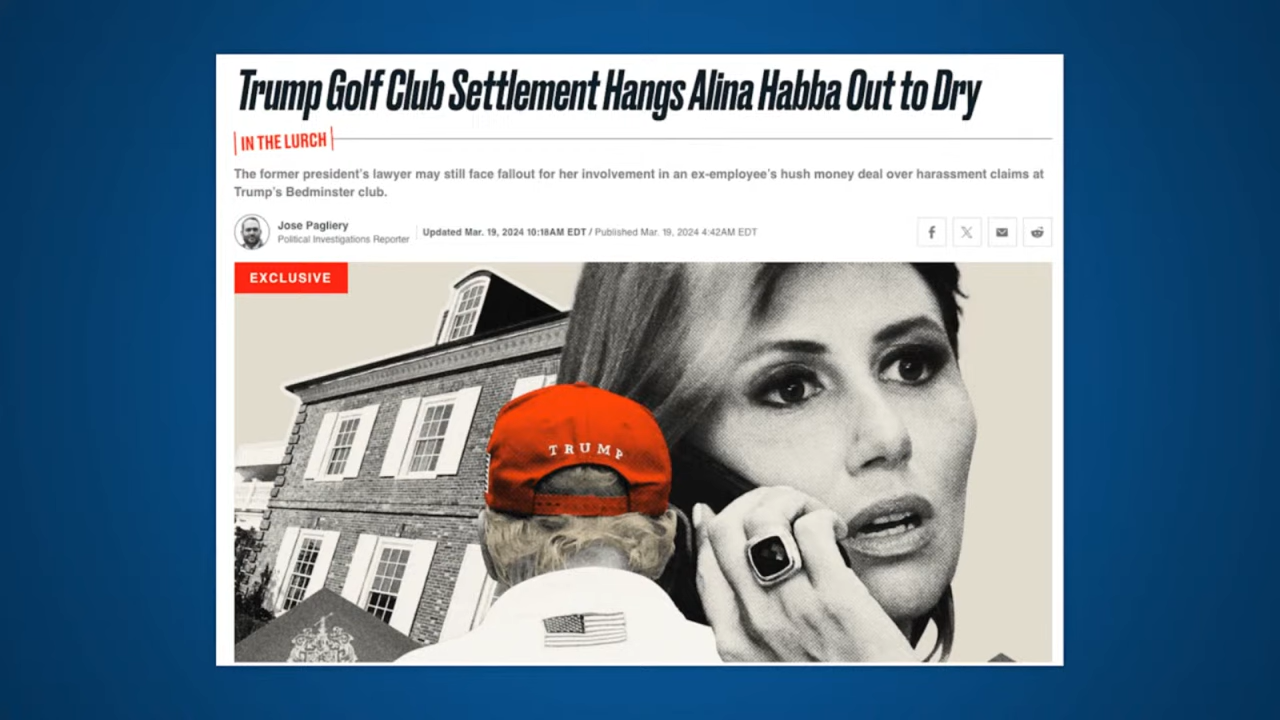 Trump Golf Club Settlement Hangs Alina Habba Out to Dry
IN THE LURCH
The former president's lawyer may still face fallout for her involvement in an ex-employee's hush money deal over harassment claims at
Trump's Bedminster club.
Jose Pagliery
Political Investigations Reporter
Updated Mar. 19, 2024 10:18AM EDT / Published Mar. 19, 2024 4:42AM EDT
EXCLUSIVE
TRUMP